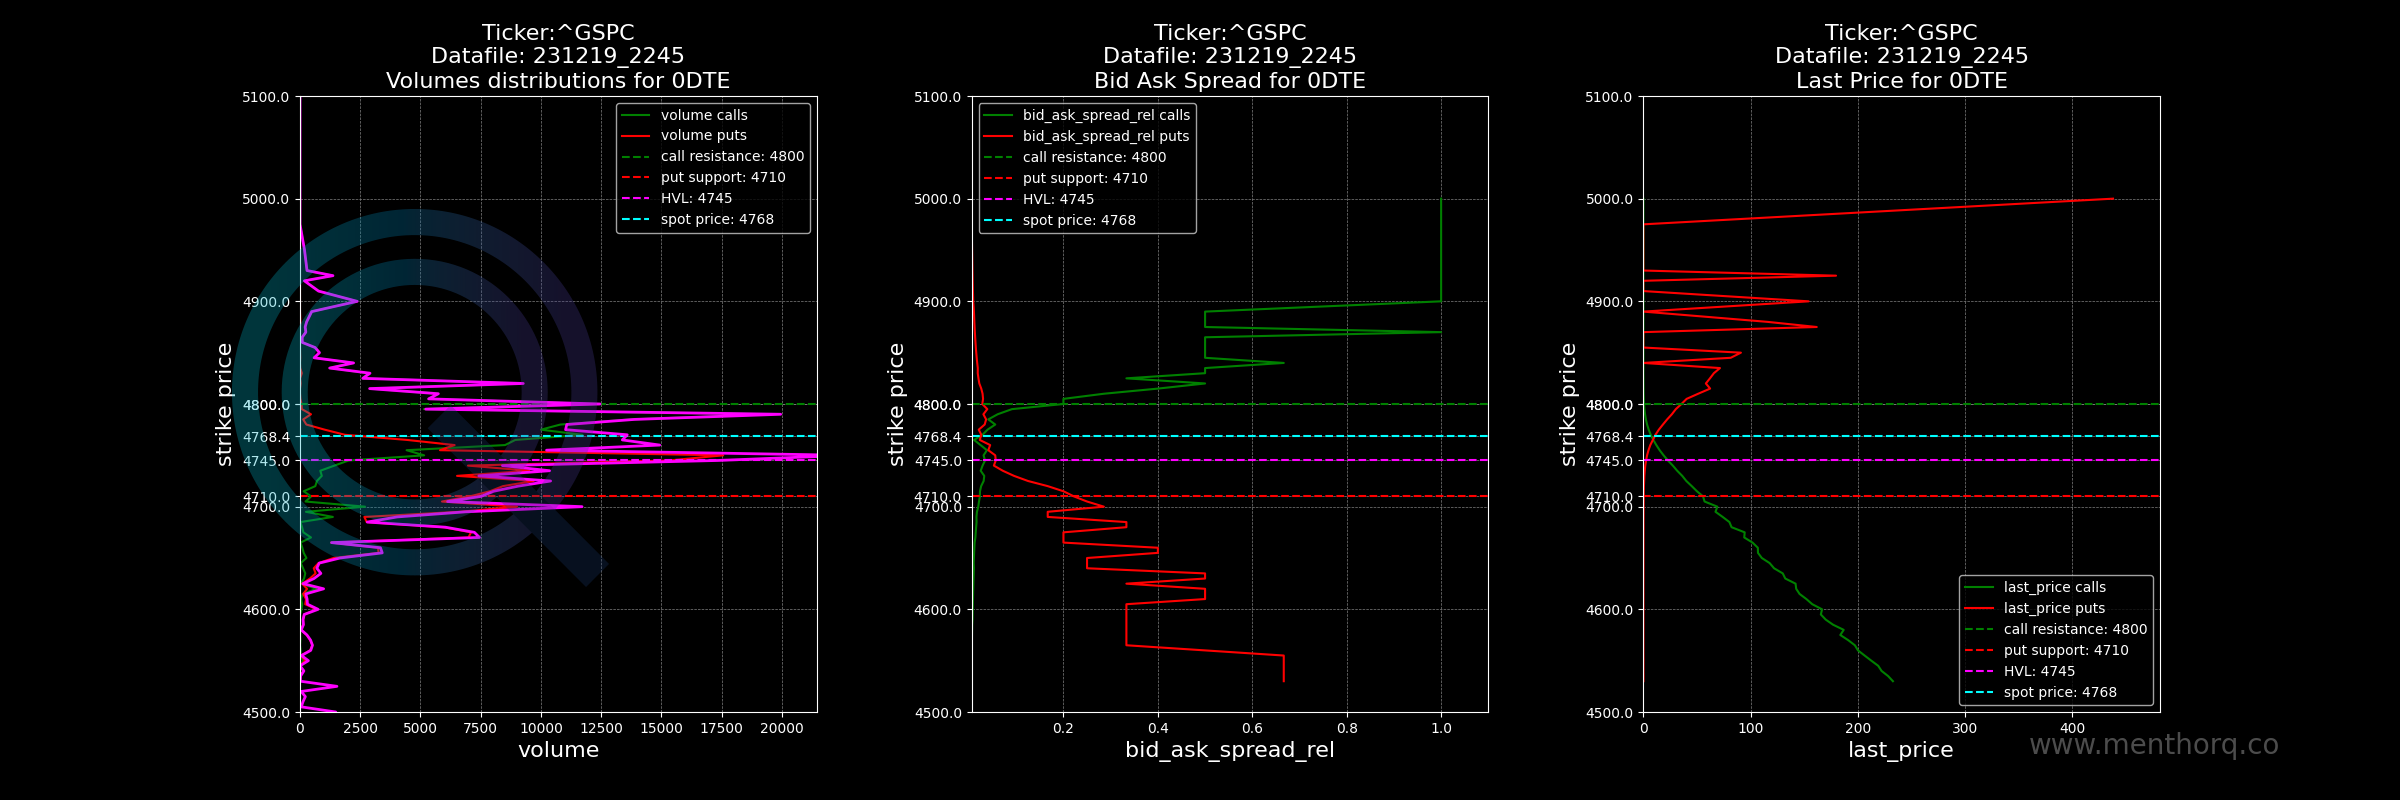 Ticker:^GSPC
Datafile: 231219_2245
Volumes distributions for 0DTE
5100.0
5000.0
4900.0
4800.0
4768.4
4745.0
4710.0
4700.0
4600.0
4500.0
strike price
volume calls
volume puts
call resistance: 4800
put support: 4710
HVL: 4745
spot price: 4768
0 2500 5000 7500 10000 12500 15000 17500 20000
volume
Ticker:^GSPC
Datafile: 231219_2245
Bid Ask Spread for 0DTE
5100.0
5000.0
4900.0
4800.0
4768.4
4745.0
4710.0
4700.0
4600.0
4500.0
strike price
bid_ask_spread_rel calls
bid_ask_spread_rel puts
call resistance: 4800
put support: 4710
HVL: 4745
spot price: 4768
0.2 0.4 0.6 0.8 1.0
bid_ask_spread_rel
Ticker:^GSPC
Datafile: 231219_2245
Last Price for 0DTE
5100.0
5000.0
4900.0
4800.0
4768.4
4745.0
4710.0
4700.0
4600.0
4500.0
strike price
last_price calls
last_price puts
call resistance: 4800
put support: 4710
HVL: 4745
spot price: 4768
0 100 200 300 400
last_price
www.menthorq.co